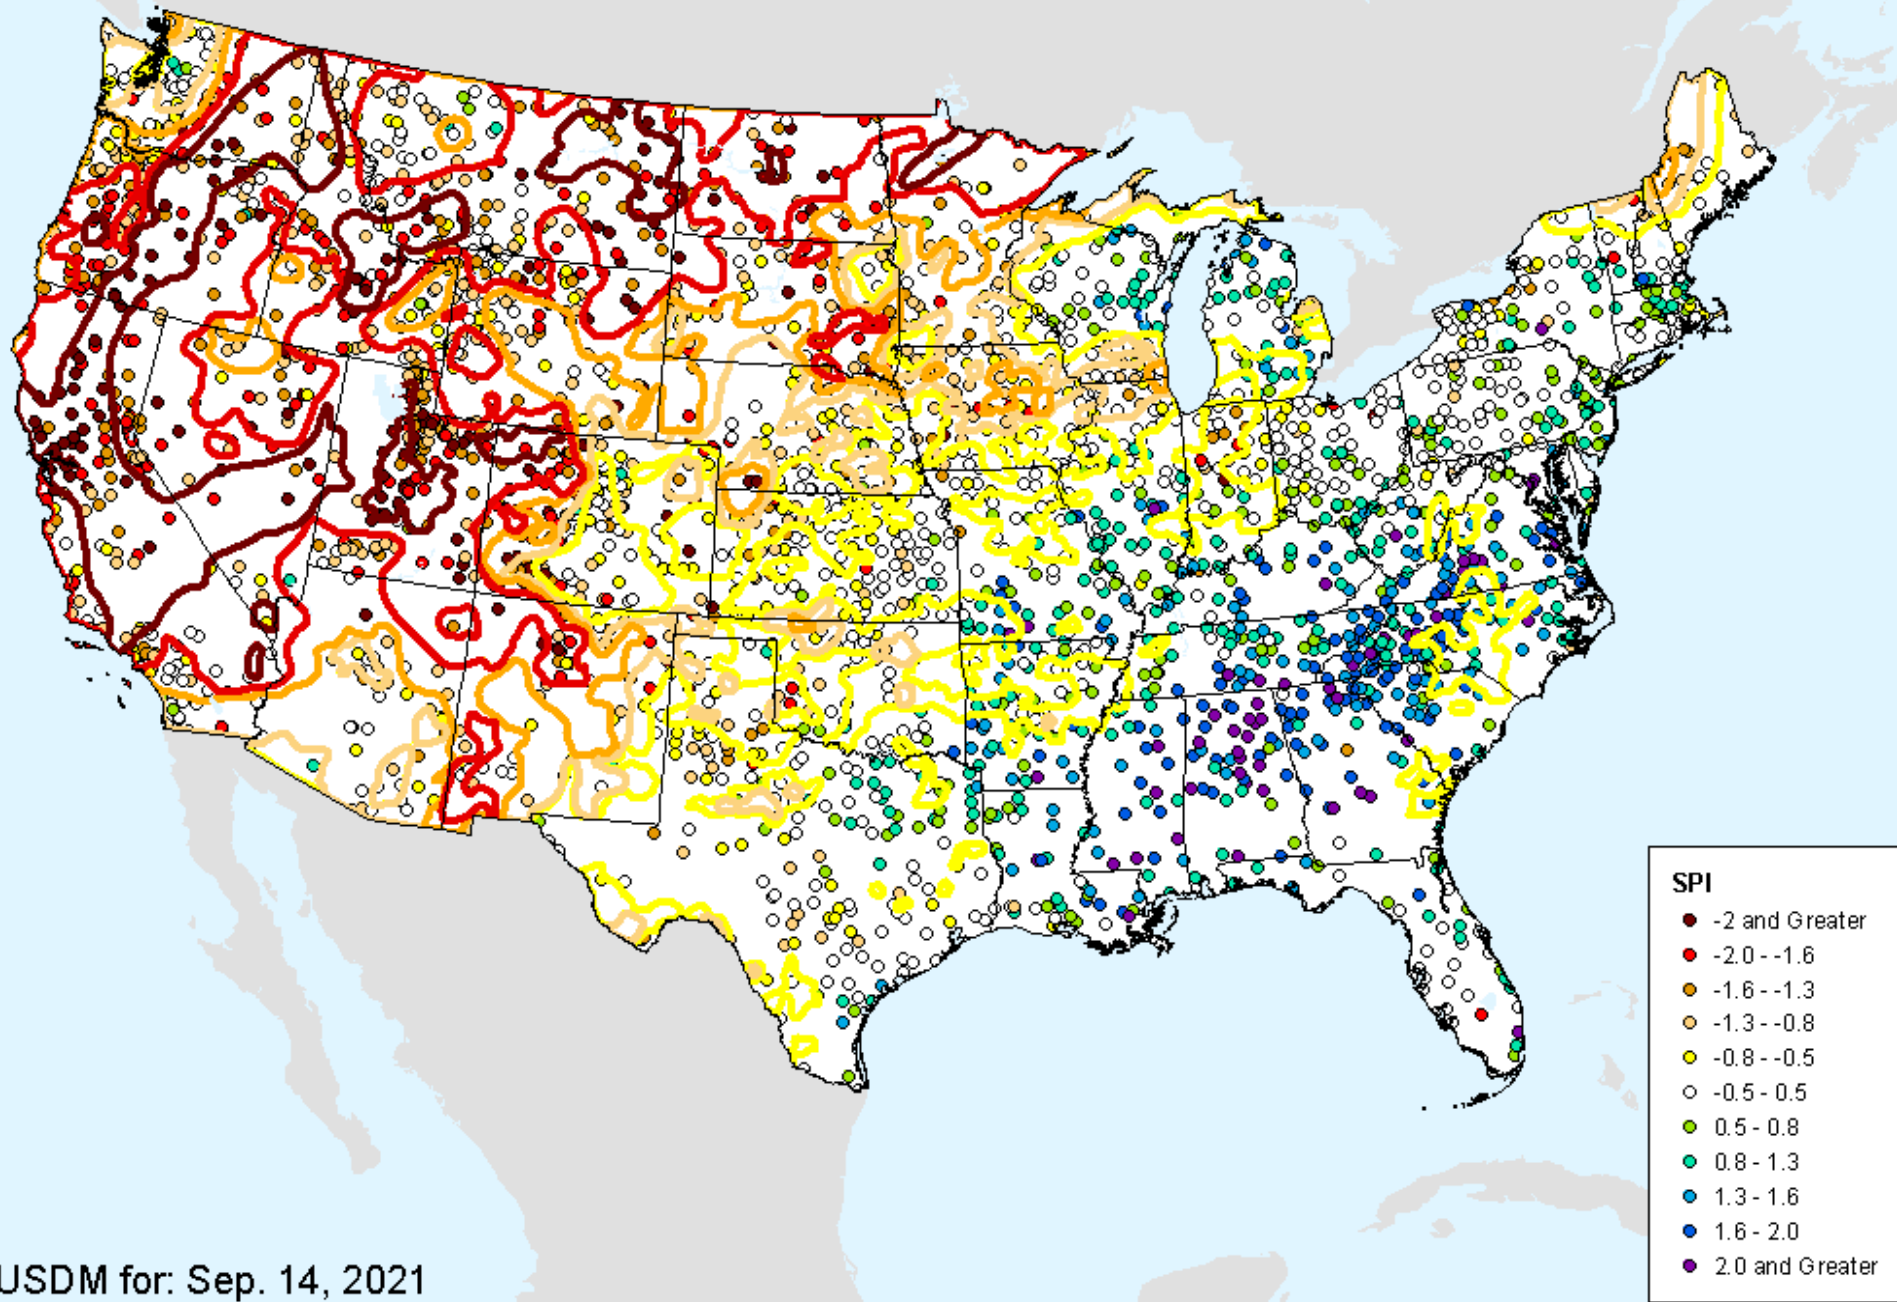 SPI
-2 and Greater
-2.0 - -1.6
-1.6 - -1.3
-1.3 - -0.8
-0.8 - -0.5
-0.5 - 0.5
0.5 - 0.8
0.8 - 1.3
1.3 - 1.6
1.6 - 2.0
2.0 and Greater
USDM for: Sep. 14, 2021